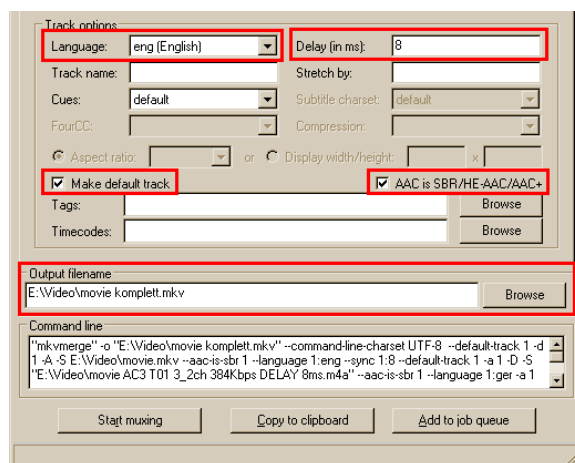 Track options
Language: eng (English) Delay (in ms): 8
Track name: Stretch by:
Cues: default Subtitle charset: default
FourCC: Compression:
Aspect ratio: or Display width/height: x
Make default track AAC is SBR/HE-AAC/AAC+
Tags: Browse
Timecodes: Browse
Output filename
E:\Video\movie komplett.mkv Browse
Command line
"mkvmerge" -o "E:\Video\movie komplett.mkv" --command-line-charset UTF-8 --default-track 1 -d
1 -A -S E:\Video\movie.mkv --aac-is-sbr 1 --language 1:eng --sync 1:8 --default-track 1 -a 1 -D -S
"E:\Video\movie AC3 T01 3_2ch 384Kbps DELAY 8ms.m4a" --aac-is-sbr 1 --language 1:ger -a 1
Start muxing Copy to clipboard Add to job queue